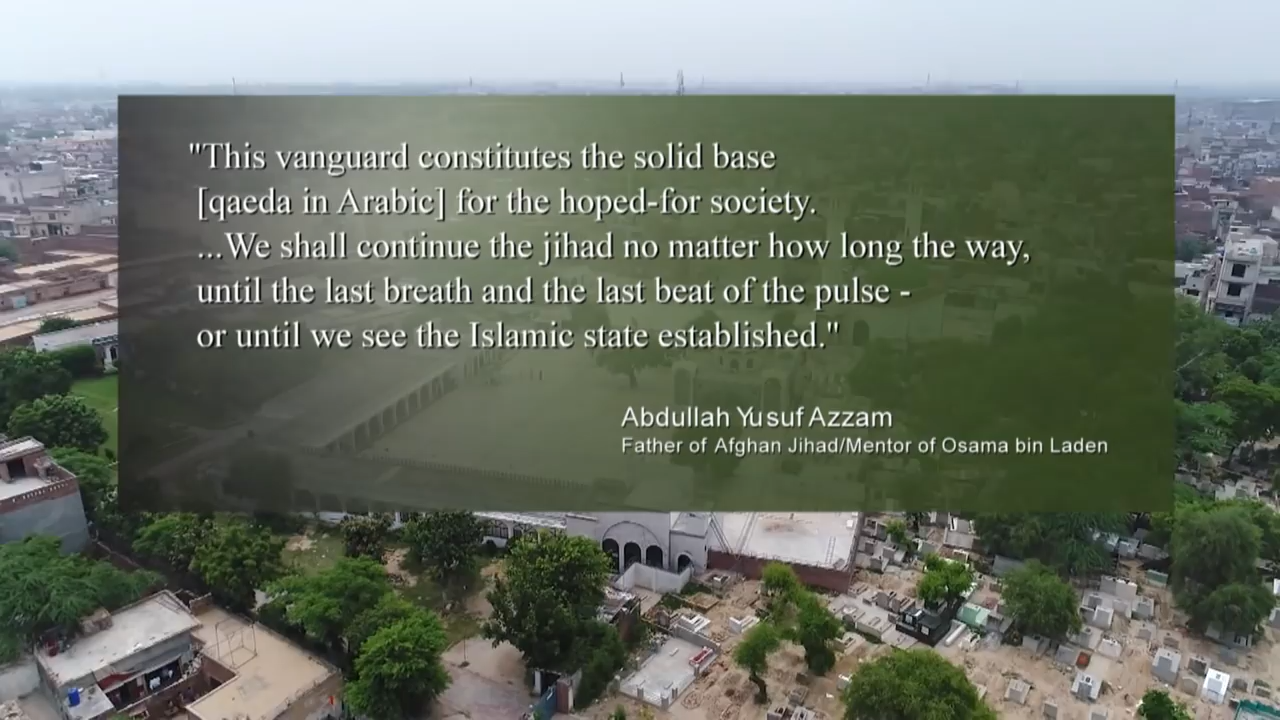 "This vanguard constitutes the solid base
[qaeda in Arabic] for the hoped-for society.
...We shall continue the jihad no matter how long the way,
until the last breath and the last beat of the pulse -
or until we see the Islamic state established."
Abdullah Yusuf Azzam
Father of Afghan Jihad/Mentor of Osama bin Laden